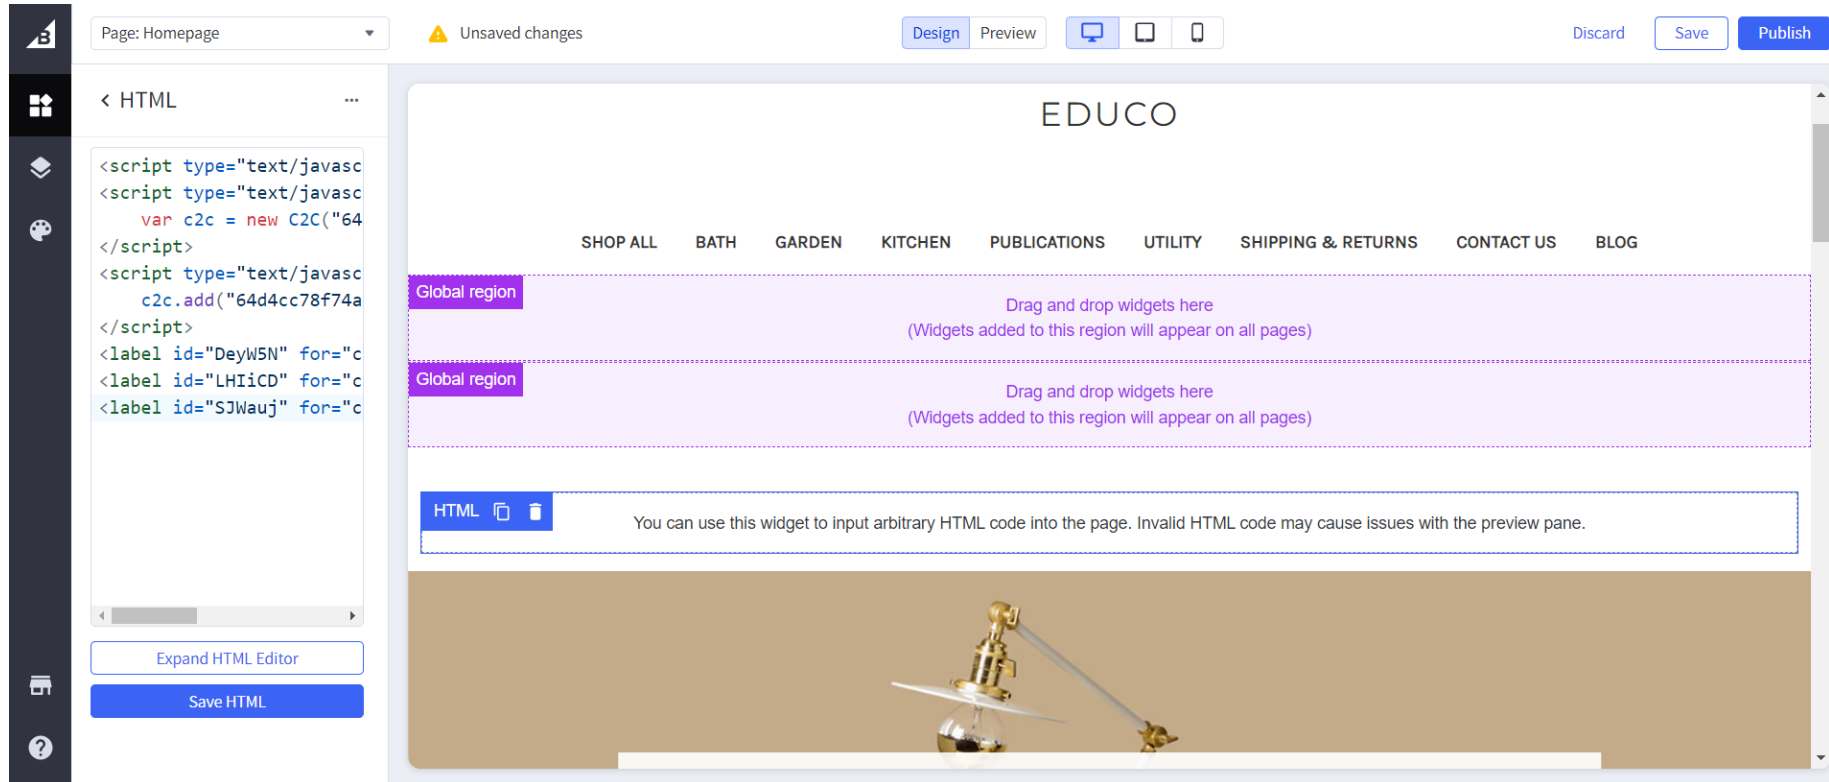 B
Page: Homepage
Unsaved changes
Design
Preview
Discard
Save
Publish
HTML
<script type="text/javasc
<script type="text/javasc
var c2c = new C2C("64
</script>
<script type="text/javasc
c2c.add("64d4cc78f74a
</script>
<label id="DeyW5N" for="c
<label id="LHIiCD" for="c
<label id="SJWauj" for="c
Expand HTML Editor
Save HTML
EDUCO
SHOP ALL BATH GARDEN KITCHEN PUBLICATIONS UTILITY SHIPPING & RETURNS CONTACT US BLOG
Global region
Drag and drop widgets here
(Widgets added to this region will appear on all pages)
Global region
Drag and drop widgets here
(Widgets added to this region will appear on all pages)
HTML
You can use this widget to input arbitrary HTML code into the page. Invalid HTML code may cause issues with the preview pane.